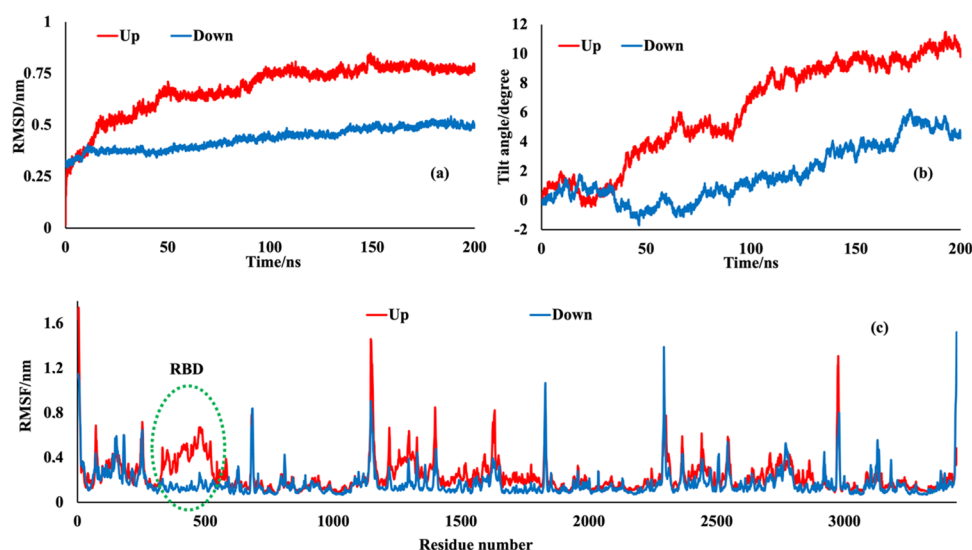 Up Down
RMSD/nm
1
0.75
0.5
0.25
0
(a)
0 50 100 150 200
Time/ns
Up Down
Tilt angle/degree
12
10
8
6
4
2
0
-2
(b)
0 50 100 150 200
Time/ns
Up Down
(c)
RMSF/nm
1.6
1.2
0.8
0.4
0
RBD
0 500 1000 1500 2000 2500 3000
Residue number